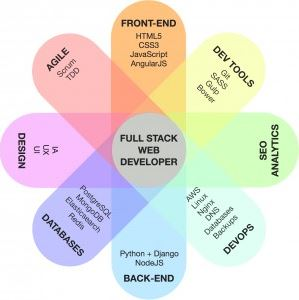 FRONT-END
HTML5
CSS3
JavaScript
AngularJS
DEV TOOLS
Git
SASS
Gulp
Bower
SEO
ANALYTICS
AWS
Linux
Nginx
DNS
Databases
Backups
DEVOPS
Python + Django
NodeJS
BACK-END
PostgreSQL
MongoDB
Elasticsearch
Redis
DATABASES
DESIGN
IA
UX
UI
AGILE
Scrum
TDD
FULL STACK
WEB
DEVELOPER